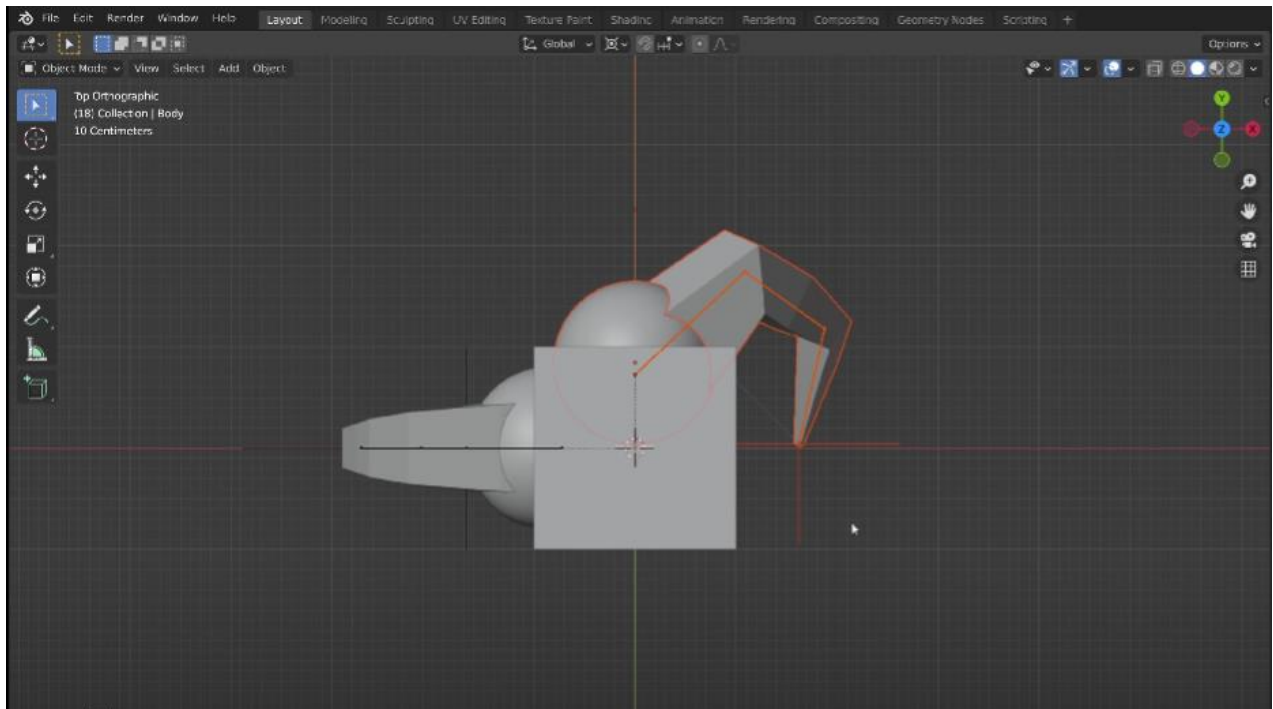 File Edit Render Window Help Layout Modeling Sculpting UV Editing Texture Paint Shading Animation Rendering Compositing Geometry Nodes Scripting +
Global Options
Object Mode View Select Add Object
Top Orthographic
(18) Collection | Body
10 Centimeters
Y
Z X